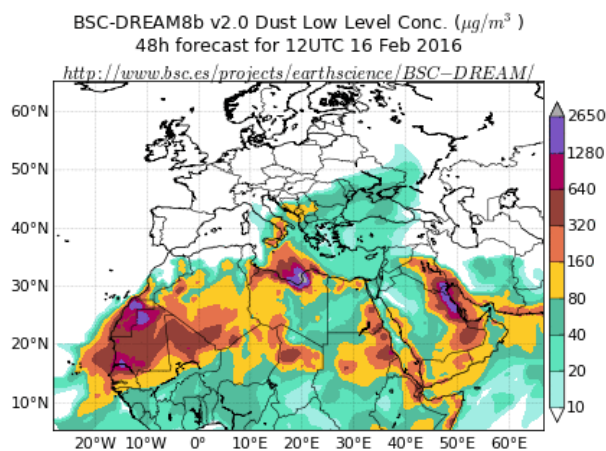 BSC-DREAM8b v2.0 Dust Low Level Conc. (μg/m³ )
48h forecast for 12UTC 16 Feb 2016
http://www.bsc.es/projects/earthscience/BSC−DREAM/
60°N
50°N
40°N
30°N
20°N
10°N
20°W 10°W 0° 10°E 20°E 30°E 40°E 50°E 60°E
2650
1280
640
320
160
80
40
20
10